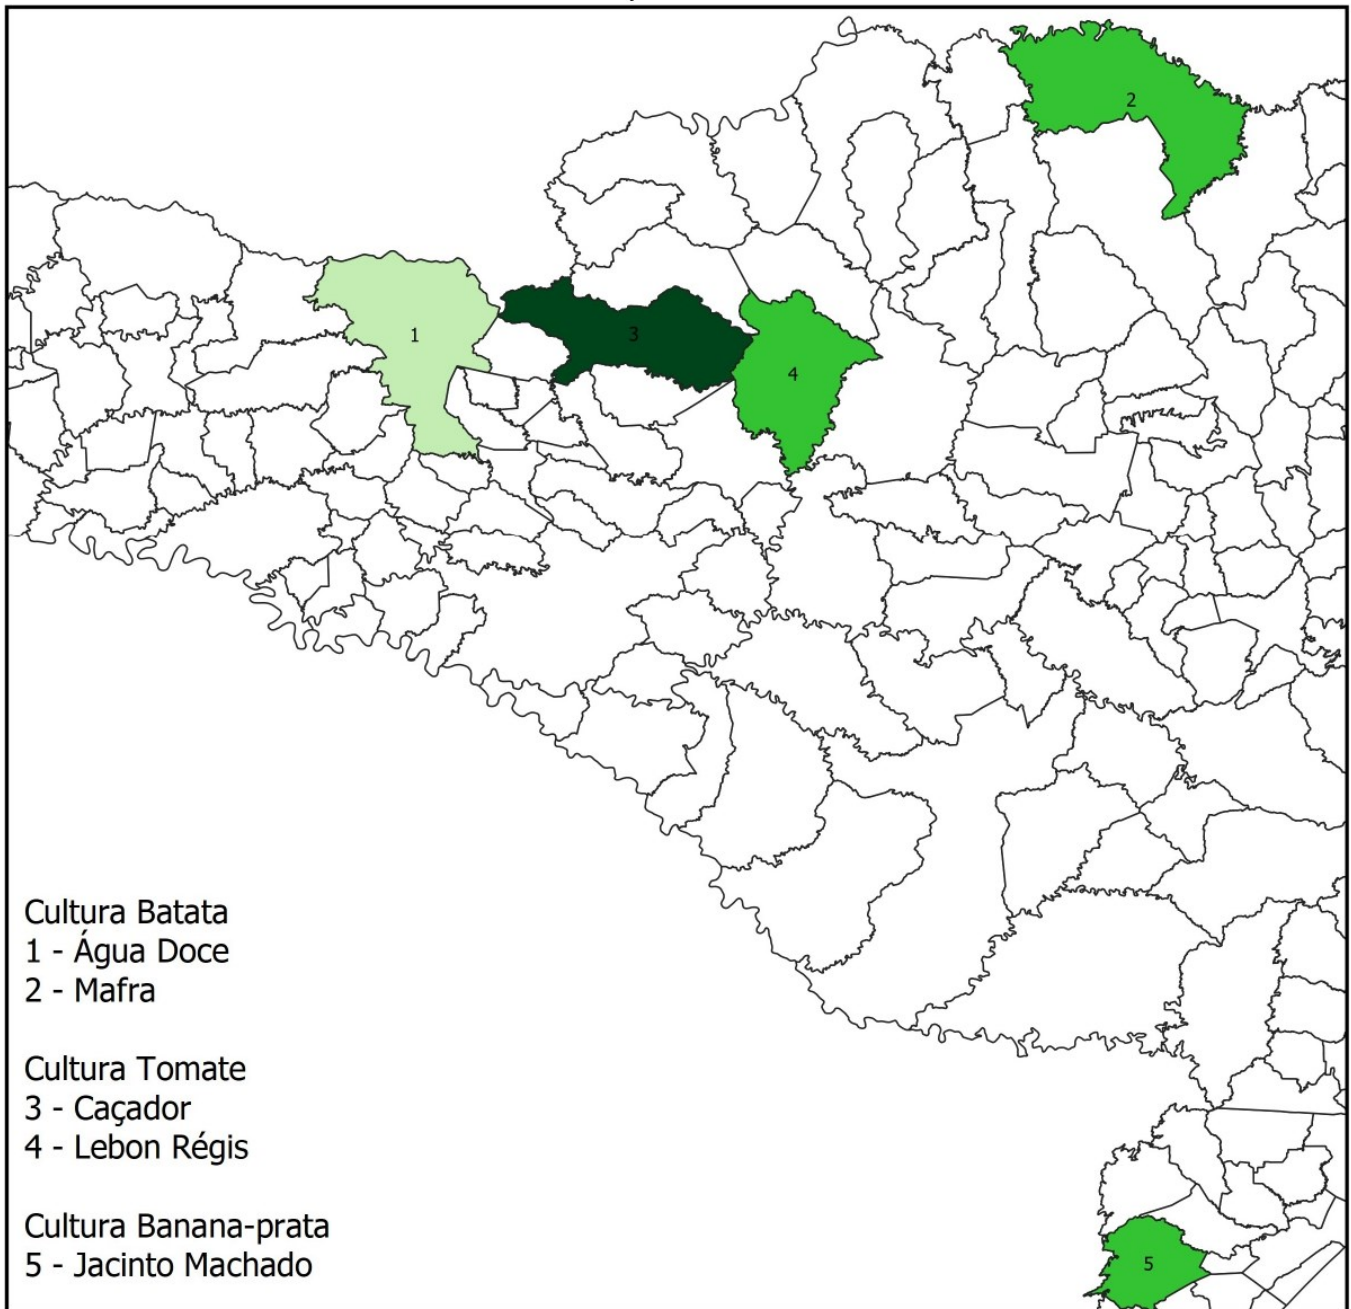 2
1
3
4
Cultura Batata
1 - Água Doce
2 - Mafra
Cultura Tomate
3 - Caçador
4 - Lebon Régis
Cultura Banana-prata
5 - Jacinto Machado
5